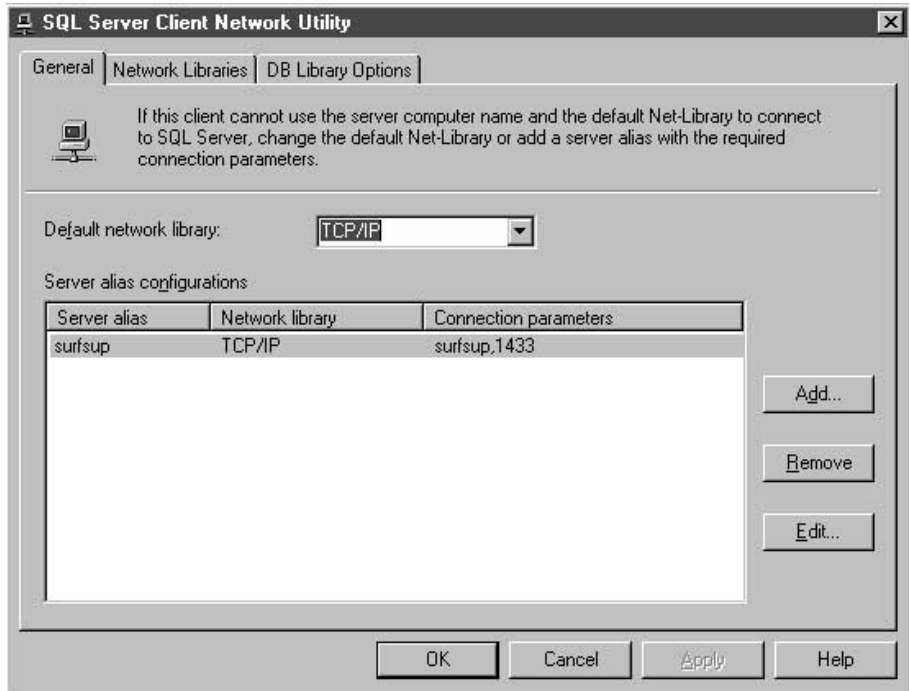 SQL Server Client Network Utility
General
Network Libraries
DB Library Options
If this client cannot use the server computer name and the default Net-Library to connect
to SQL Server, change the default Net-Library or add a server alias with the required
connection parameters.
Default network library:
TCP/IP
Server alias configurations
Server alias
Network library
Connection parameters
surfsup
TCP/IP
surfsup,1433
Add...
Remove
Edit...
OK
Cancel
Apply
Help